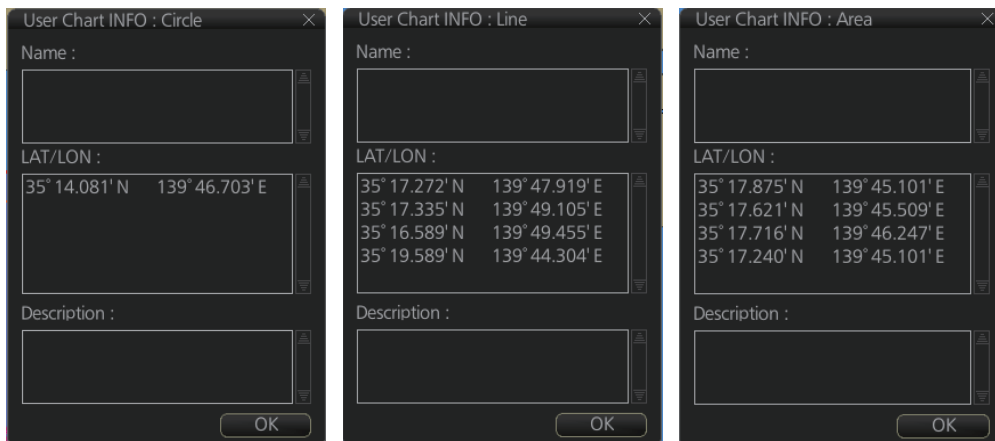 User Chart INFO : Circle
Name :
LAT/LON :
35° 14.081' N 139° 46.703' E
Description :
OK
User Chart INFO : Line
Name :
LAT/LON :
35° 17.272' N 139° 47.919' E
35° 17.335' N 139° 49.105' E
35° 16.589' N 139° 49.455' E
35° 19.589' N 139° 44.304' E
Description :
OK
User Chart INFO : Area
Name :
LAT/LON :
35° 17.875' N 139° 45.101' E
35° 17.621' N 139° 45.509' E
35° 17.716' N 139° 46.247' E
35° 17.240' N 139° 45.101' E
Description :
OK